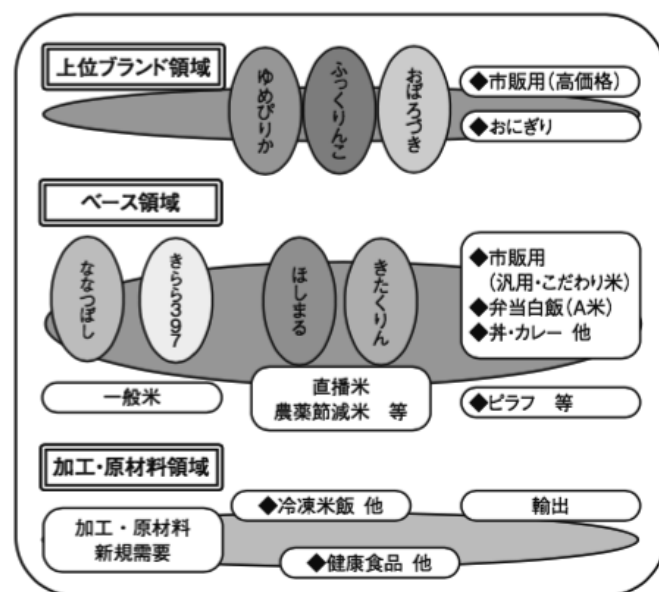 上位ブランド領域
ゆめぴりか
ふっくりんこ
おぼろづき
◆市販用(高価格)
◆おにぎり
ベース領域
ななつぼし
きらら397
ほしまる
きたくりん
◆市販用
(汎用・こだわり米)
◆弁当白飯(A米)
◆丼・カレー 他
一般米
直播米
農薬節減米 等
◆ピラフ 等
加工・原材料領域
加工・原材料
新規需要
◆冷凍米飯 他
輸出
◆健康食品 他